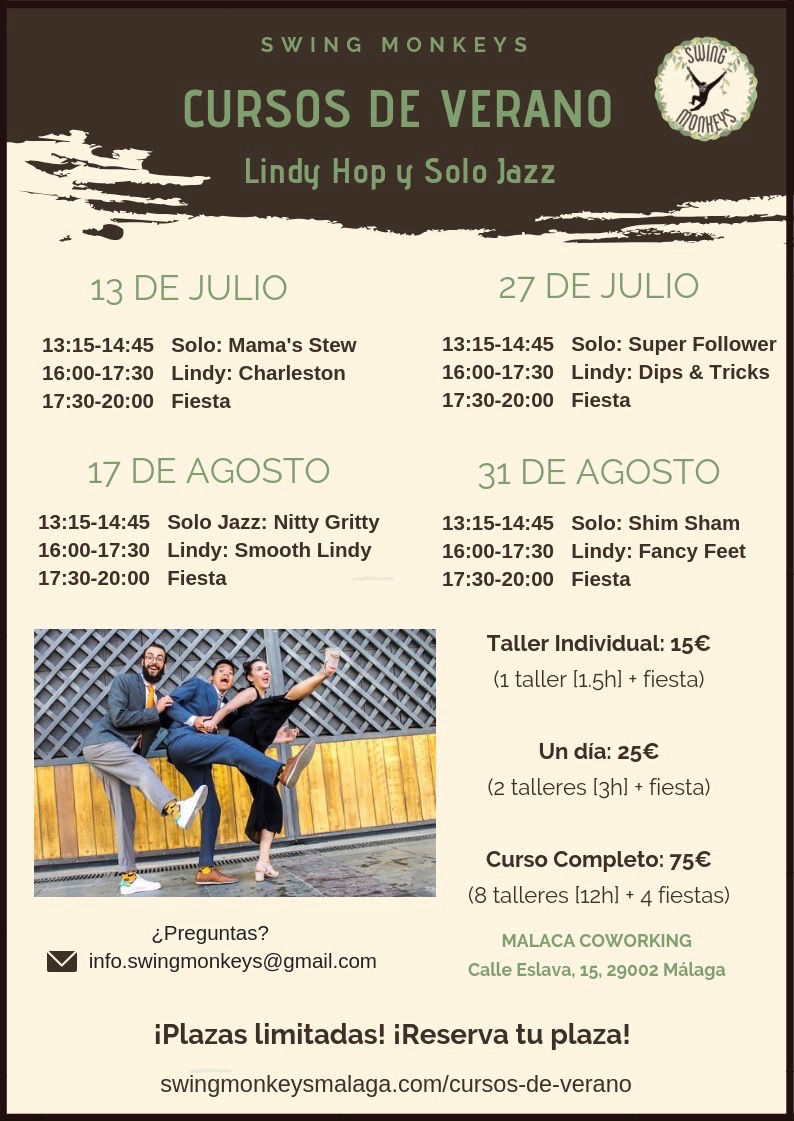 SWING MONKEYS
CURSOS DE VERANO
Lindy Hop y Solo Jazz
SWING
MONKEYS
13 DE JULIO
13:15-14:45 Solo: Mama's Stew
16:00-17:30 Lindy: Charleston
17:30-20:00 Fiesta
27 DE JULIO
13:15-14:45 Solo: Super Follower
16:00-17:30 Lindy: Dips & Tricks
17:30-20:00 Fiesta
17 DE AGOSTO
13:15-14:45 Solo Jazz: Nitty Gritty
16:00-17:30 Lindy: Smooth Lindy
17:30-20:00 Fiesta
31 DE AGOSTO
13:15-14:45 Solo: Shim Sham
16:00-17:30 Lindy: Fancy Feet
17:30-20:00 Fiesta
Taller Individual: 15€
(1 taller [1.5h] + fiesta)
Un día: 25€
(2 talleres [3h] + fiesta)
Curso Completo: 75€
(8 talleres [12h] + 4 fiestas)
MALACA COWORKING
Calle Eslava, 15, 29002 Málaga
¿Preguntas?
info.swingmonkeys@gmail.com
¡Plazas limitadas! ¡Reserva tu plaza!
swingmonkeysmalaga.com/cursos-de-verano